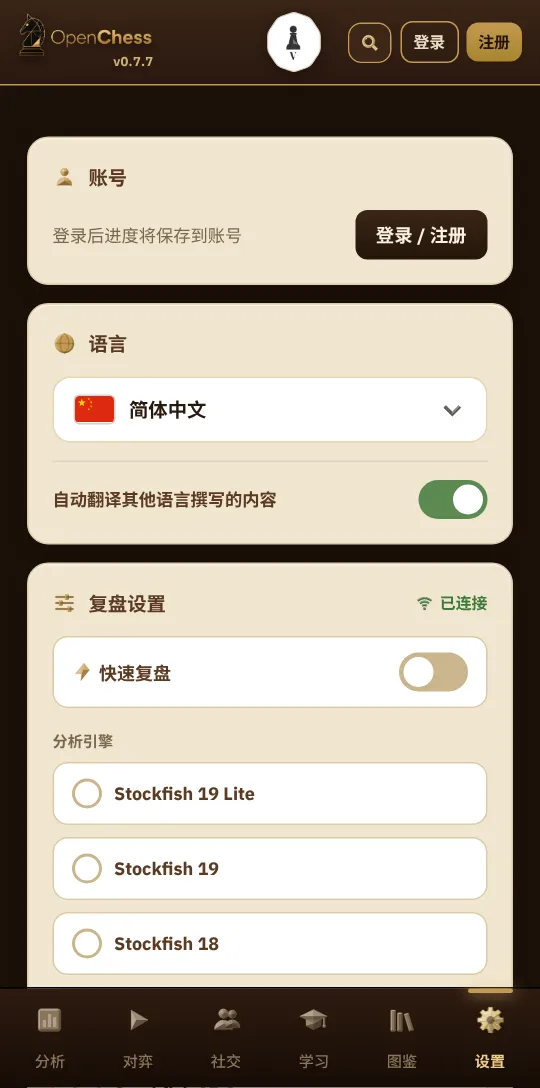 OpenChess
v0.7.7
V
登录
注册
账号
登录后进度将保存到账号
登录 / 注册
语言
简体中文
自动翻译其他语言撰写的内容
复盘设置
已连接
快速复盘
分析引擎
Stockfish 19 Lite
Stockfish 19
Stockfish 18
分析
对弈
社交
学习
图鉴
设置